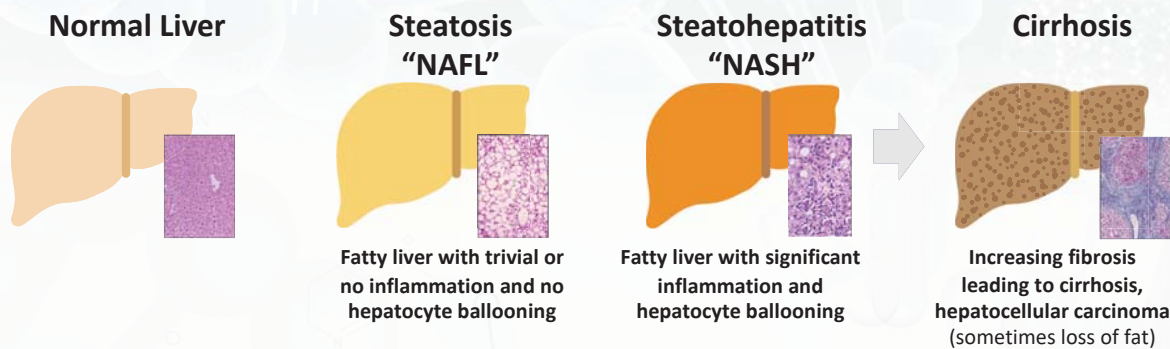 Normal Liver
Steatosis
“NAFL”
Steatohepatitis
“NASH”
Cirrhosis
Fatty liver with trivial or
no inflammation and no
hepatocyte ballooning
Fatty liver with significant
inflammation and
hepatocyte ballooning
Increasing fibrosis
leading to cirrhosis,
hepatocellular carcinoma
(sometimes loss of fat)